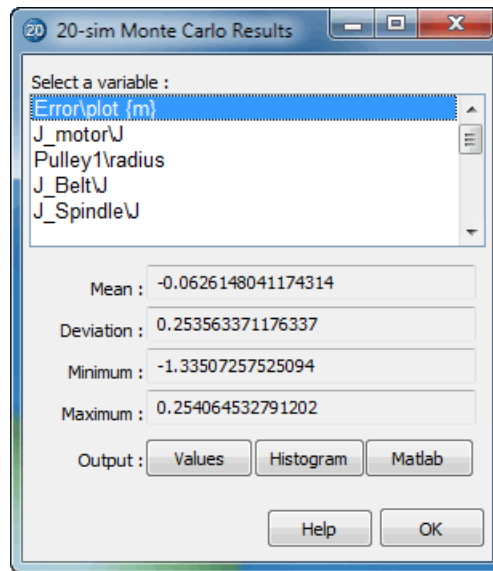 20 20-sim Monte Carlo Results
Select a variable :
Error\plot {m}
J_motor\J
Pulley1\radius
J_Belt\J
J_Spindle\J
Mean : -0.0626148041174314
Deviation : 0.253563371176337
Minimum : -1.33507257525094
Maximum : 0.254064532791202
Output : Values Histogram Matlab
Help OK